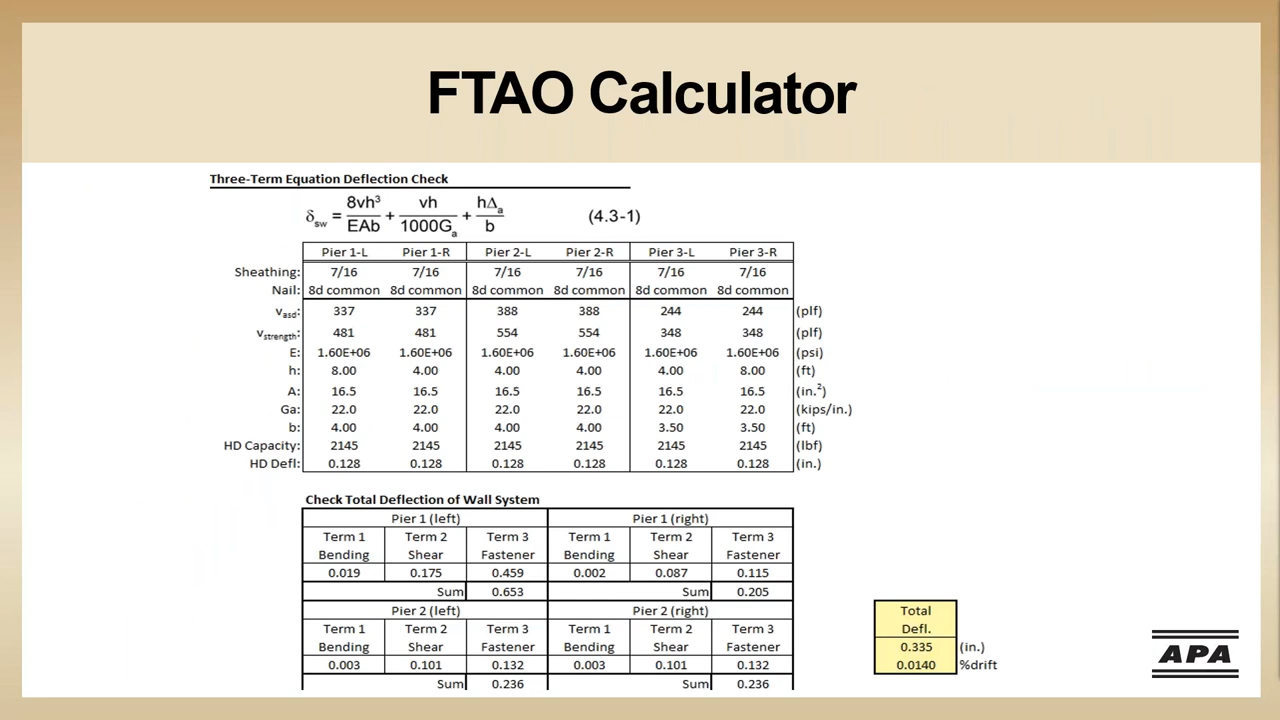 FTAO Calculator
Three-Term Equation Deflection Check
δsw = 8vh³/EAb + vh/1000Ga + hΔa/b (4.3-1)
Pier 1-L Pier 1-R Pier 2-L Pier 2-R Pier 3-L Pier 3-R
Sheathing: 7/16 7/16 7/16 7/16 7/16 7/16
Nail: 8d common 8d common 8d common 8d common 8d common 8d common
vasd: 337 337 388 388 244 244 (plf)
vstrength: 481 481 554 554 348 348 (plf)
E: 1.60E+06 1.60E+06 1.60E+06 1.60E+06 1.60E+06 1.60E+06 (psi)
h: 8.00 4.00 4.00 4.00 4.00 8.00 (ft)
A: 16.5 16.5 16.5 16.5 16.5 16.5 (in.²)
Ga: 22.0 22.0 22.0 22.0 22.0 22.0 (kips/in.)
b: 4.00 4.00 4.00 4.00 3.50 3.50 (ft)
HD Capacity: 2145 2145 2145 2145 2145 2145 (lbf)
HD Defl: 0.128 0.128 0.128 0.128 0.128 0.128 (in.)
Check Total Deflection of Wall System
Pier 1 (left) Pier 1 (right)
Term 1 Term 2 Term 3 Term 1 Term 2 Term 3
Bending Shear Fastener Bending Shear Fastener
0.019 0.175 0.459 0.002 0.087 0.115
Sum 0.653 Sum 0.205
Pier 2 (left) Pier 2 (right)
Term 1 Term 2 Term 3 Term 1 Term 2 Term 3
Bending Shear Fastener Bending Shear Fastener
0.003 0.101 0.132 0.003 0.101 0.132
Sum 0.236 Sum 0.236
Total
Defl.
0.335 (in.)
0.0140 %drift
APA